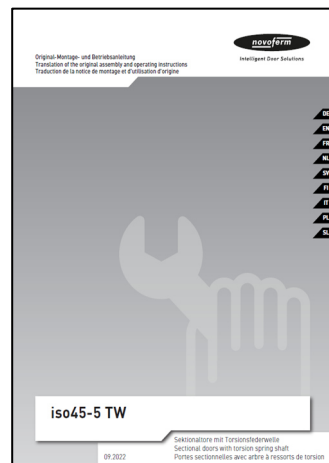 Original-Montage- und Betriebsanleitung
Translation of the original assembly and operating instructions
Traduction de la notice de montage et d'utilisation d'origine
novoferm
Intelligent Door Solutions
DE
EN
FR
NL
SV
FI
IT
PL
SL
iso45-5 TW
Sektionaltore mit Torsionsfederwelle
Sectional doors with torsion spring shaft
09.2022
Portes sectionnelles avec arbre à ressorts de torsion